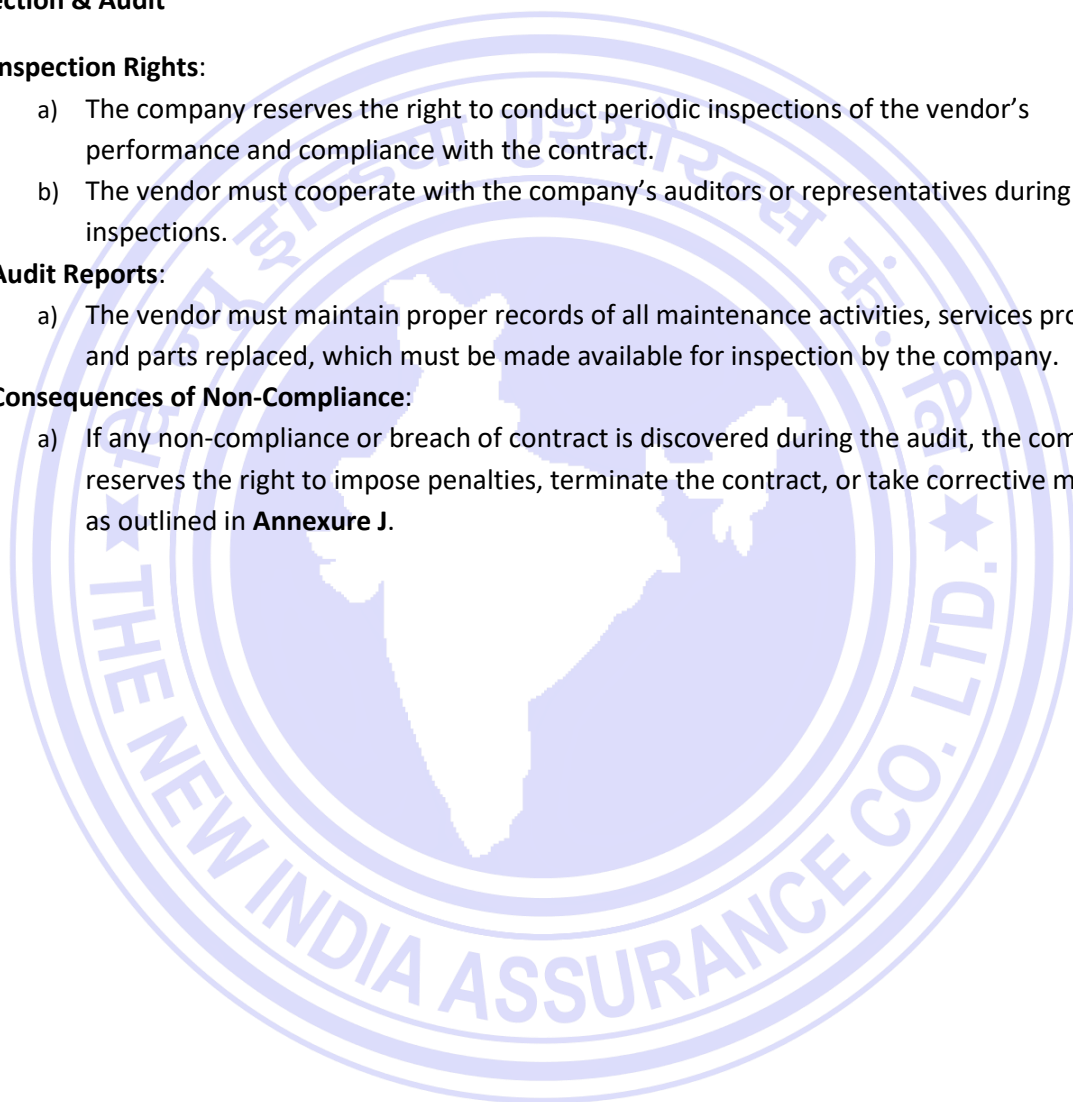 ection & Audit
nspection Rights:
a) The company reserves the right to conduct periodic inspections of the vendor’s
performance and compliance with the contract.
b) The vendor must cooperate with the company’s auditors or representatives during
inspections.
Audit Reports:
a) The vendor must maintain proper records of all maintenance activities, services pro
and parts replaced, which must be made available for inspection by the company.
Consequences of Non-Compliance:
a) If any non-compliance or breach of contract is discovered during the audit, the com
reserves the right to impose penalties, terminate the contract, or take corrective m
as outlined in Annexure J.
दि न्यू इन्डिया एश्योरेन्स कं. लि.
THE NEW INDIA ASSURANCE CO. LTD.